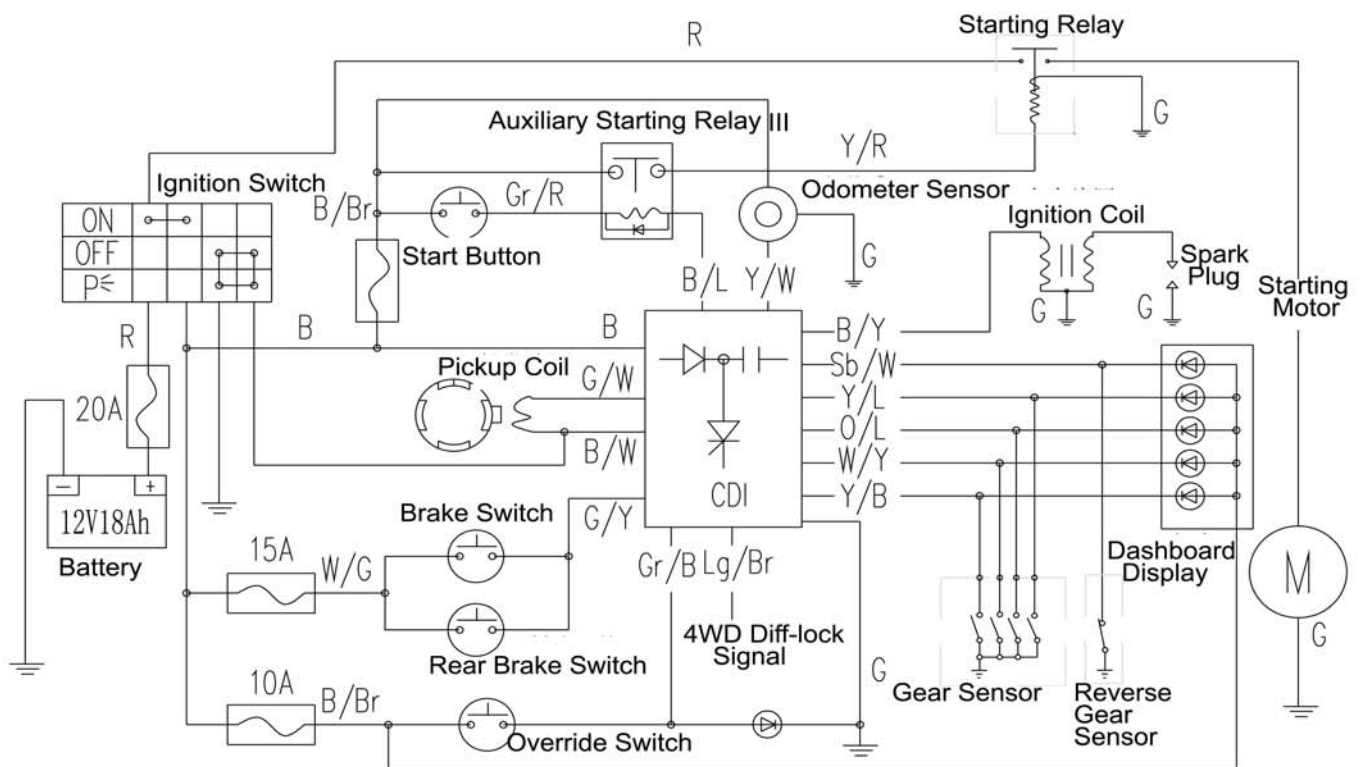 Starting Relay
R
Auxiliary Starting Relay III
G
Y/R
Ignition Switch
Odometer Sensor
Gr/R
B/Br
Ignition Coil
ON
OFF
P
Start Button
G
Spark
Plug
Starting
Motor
B/L
Y/W
G
G
R
B
B
B/Y
Pickup Coil
Sb/W
G/W
Y/L
20A
O/L
B/W
W/Y
CDI
Y/B
- +
12V18Ah
Battery
Brake Switch
G/Y
15A
W/G
Gr/B
Lg/Br
Dashboard
Display
M
4WD Diff-lock
Signal
Rear Brake Switch
G
G
10A
B/Br
Gear Sensor
Reverse
Gear
Sensor
Override Switch